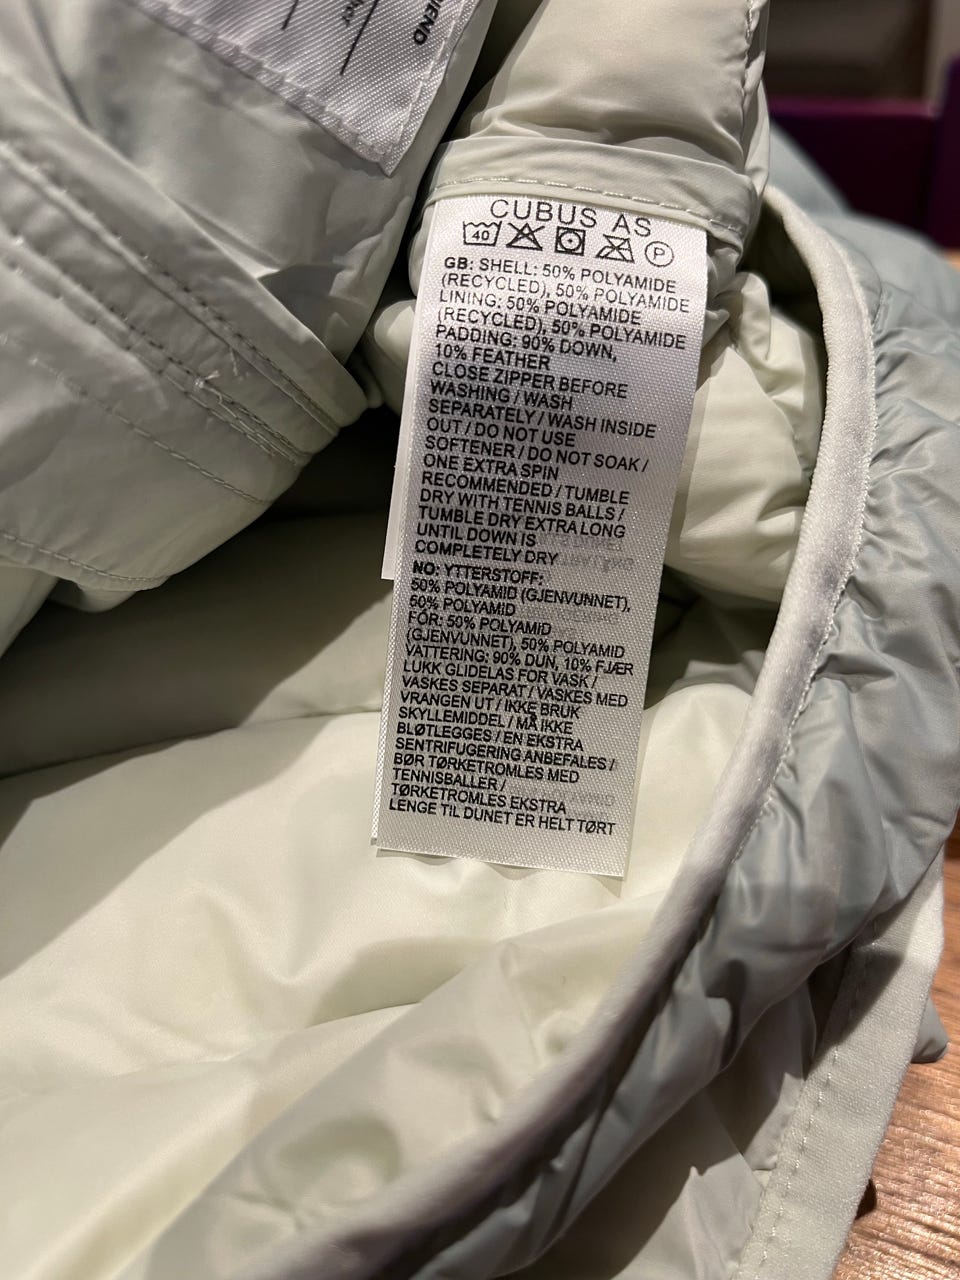 CUBUS AS
40 P
GB: SHELL: 50% POLYAMIDE
(RECYCLED), 50% POLYAMIDE
LINING: 50% POLYAMIDE
(RECYCLED), 50% POLYAMIDE
PADDING: 90% DOWN,
10% FEATHER
CLOSE ZIPPER BEFORE
WASHING / WASH
SEPARATELY / WASH INSIDE
OUT / DO NOT USE
SOFTENER / DO NOT SOAK /
ONE EXTRA SPIN
RECOMMENDED / TUMBLE
DRY WITH TENNIS BALLS /
TUMBLE DRY EXTRA LONG
UNTIL DOWN IS
COMPLETELY DRY
NO: YTTERSTOFF:
50% POLYAMID (GJENVUNNET),
50% POLYAMID
FÓR: 50% POLYAMID
(GJENVUNNET), 50% POLYAMID
VATTERING: 90% DUN, 10% FJÆR
LUKK GLIDELÅS FØR VASK /
VASKES SEPARAT / VASKES MED
VRANGEN UT / IKKE BRUK
SKYLLEMIDDEL / MÅ IKKE
BLØTLEGGES / EN EKSTRA
SENTRIFUGERING ANBEFALES /
BØR TØRKETROMLES MED
TENNISBALLER /
TØRKETROMLES EKSTRA
LENGE TIL DUNET ER HELT TØRT